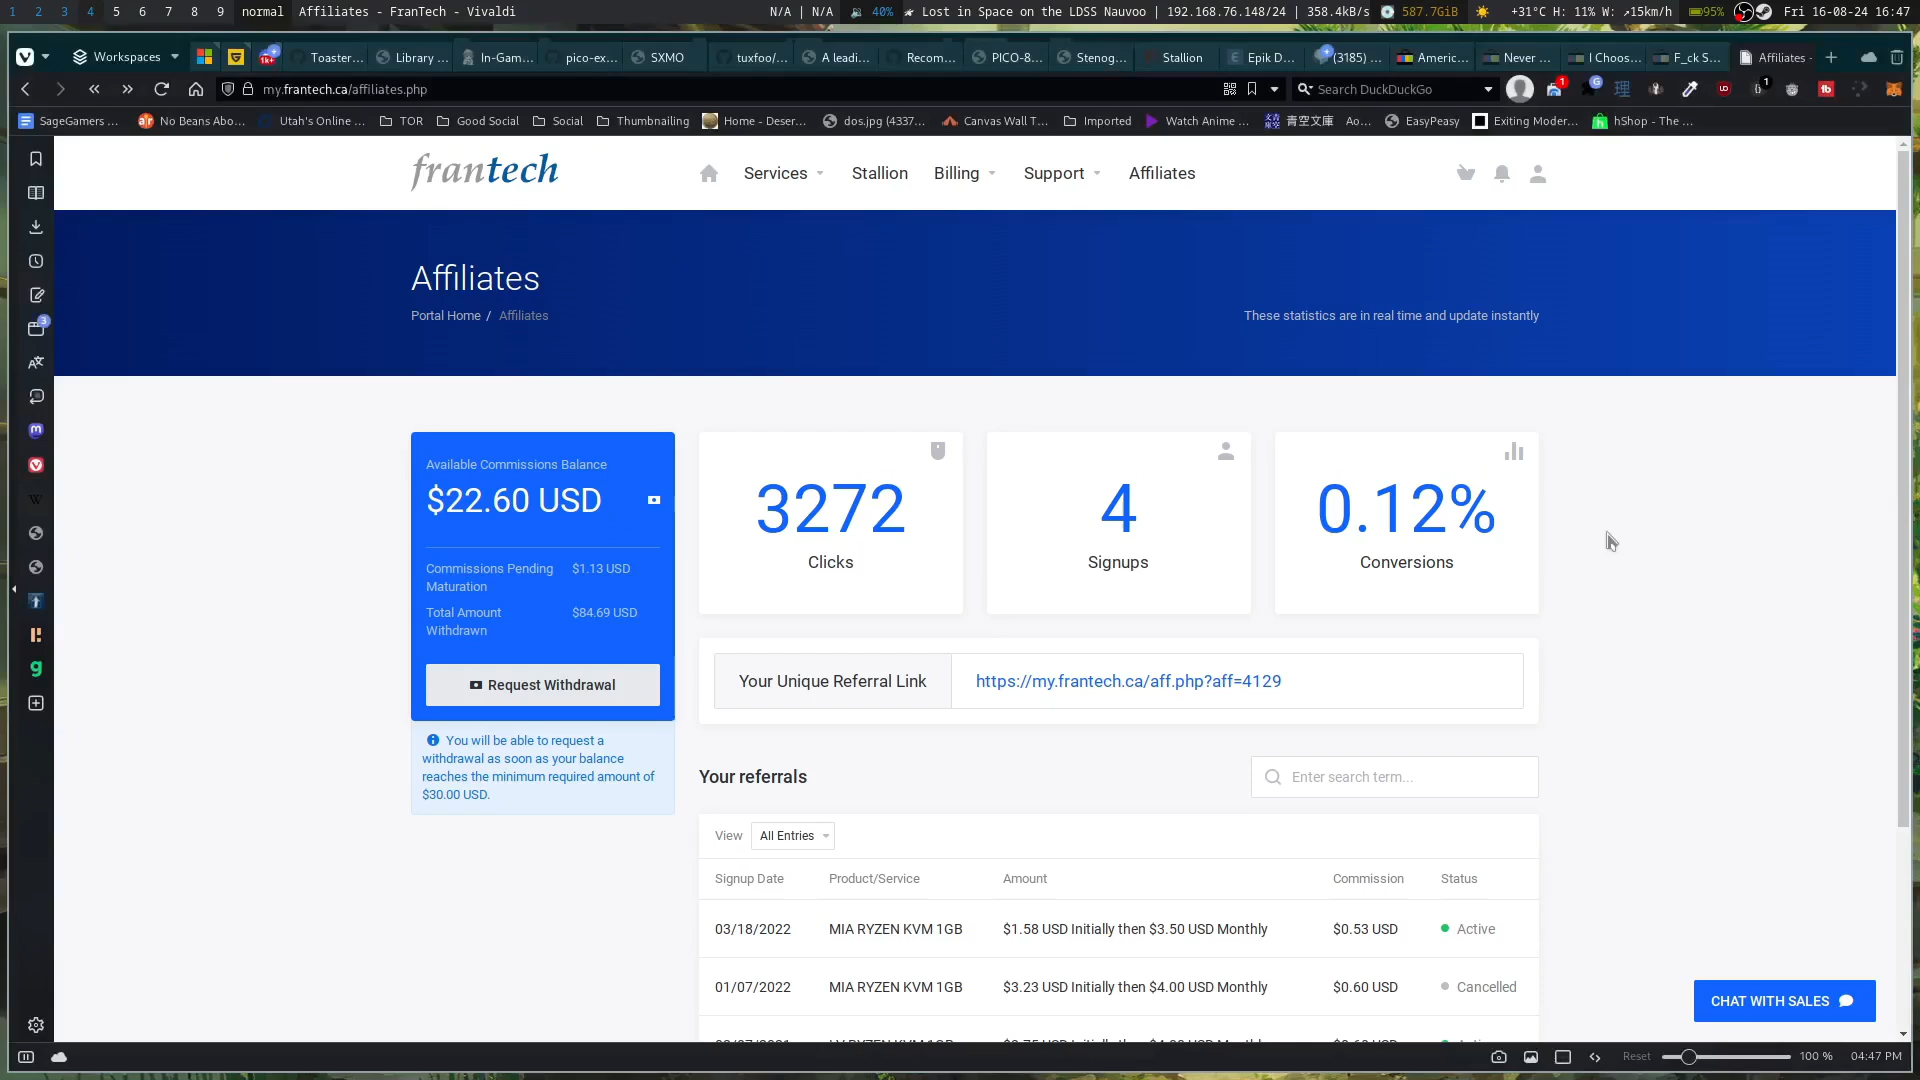 1 2 3 4 5 6 7 8 9 normal Affiliates - FranTech - Vivaldi N/A | N/A 40% Lost in Space on the LDSS Nauvoo | 192.168.76.148/24 | 358.4kB/s 587.7GiB +31°C H: 11% W: ↗15km/h 95% Fri 16-08-24 16:47
Workspaces 1k+ Toaster... Library ... In-Gam... pico-ex... SXMO tuxfoo/... A leadi... Recom... PICO-8... Stenog... Stallion Epik D... (3185) ... Americ... Never ... I Choos... F_ck S... Affiliates -
my.frantech.ca/affiliates.php Search DuckDuckGo 1 1
SageGamers ... No Beans Abo... Utah's Online ... TOR Good Social Social Thumbnailing Home - Deser... dos.jpg (4337... Canvas Wall T... Imported Watch Anime ... 青空文庫 Ao... EasyPeasy Exiting Moder... hShop - The ...
frantech Services Stallion Billing Support Affiliates
Affiliates
Portal Home / Affiliates These statistics are in real time and update instantly
Available Commissions Balance
$22.60 USD
Commissions Pending Maturation $1.13 USD
Total Amount Withdrawn $84.69 USD
Request Withdrawal
You will be able to request a
withdrawal as soon as your balance
reaches the minimum required amount of
$30.00 USD.
3272
Clicks
4
Signups
0.12%
Conversions
Your Unique Referral Link https://my.frantech.ca/aff.php?aff=4129
Your referrals Enter search term...
View All Entries
Signup Date Product/Service Amount Commission Status
03/18/2022 MIA RYZEN KVM 1GB $1.58 USD Initially then $3.50 USD Monthly $0.53 USD Active
01/07/2022 MIA RYZEN KVM 1GB $3.23 USD Initially then $4.00 USD Monthly $0.60 USD Cancelled
CHAT WITH SALES
3
Reset 100 % 04:47 PM